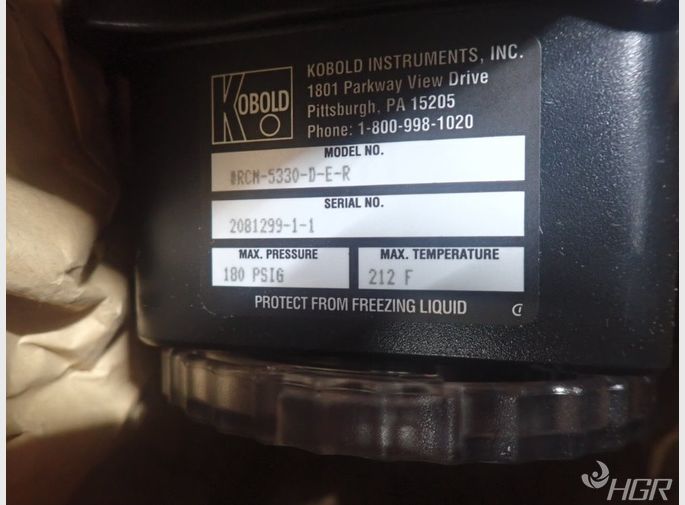 KOBOLD
KOBOLD INSTRUMENTS, INC.
1801 Parkway View Drive
Pittsburgh, PA 15205
Phone: 1-800-998-1020
MODEL NO.
#RCM-5330-D-E-R
SERIAL NO.
2081299-1-1
MAX. PRESSURE
180 PSIG
MAX. TEMPERATURE
212 F
PROTECT FROM FREEZING LIQUID
HGR